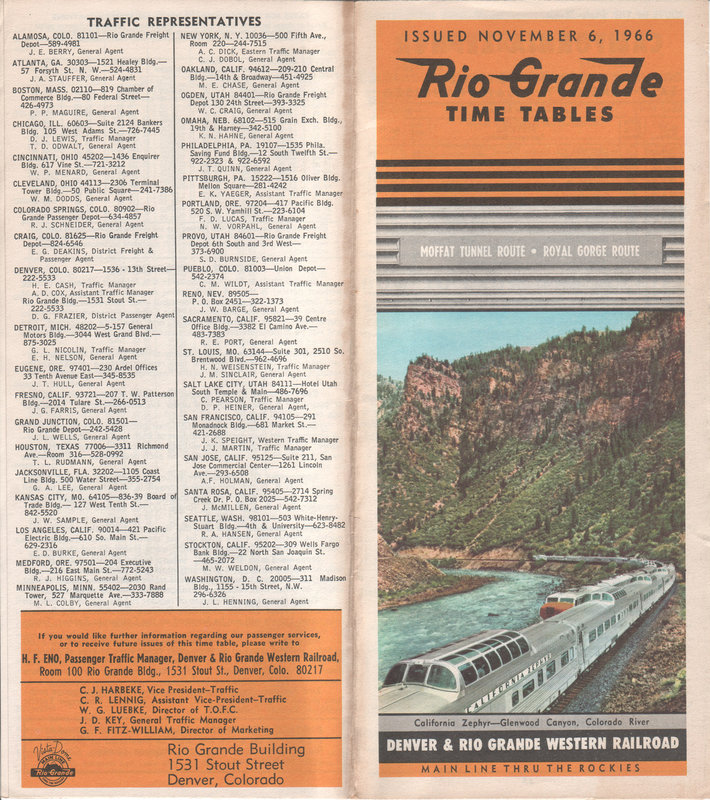 TRAFFIC REPRESENTATIVES
ALAMOSA, COLO. 81101—Rio Grande Freight
Depot—589-4981
J. E. BERRY, General Agent
ATLANTA, GA. 30303—1521 Healey Bldg.—
57 Forsyth St. N. W.—524-4831
J. A. STAUFFER, General Agent
BOSTON, MASS. 02110—819 Chamber of
Commerce Bldg.—80 Federal Street—
426-4973
P. P. MAGUIRE, General Agent
CHICAGO, ILL. 60603—Suite 2124 Bankers
Bldg. 105 West Adams St.—726-7445
D. J. LEWIS, Traffic Manager
T. D. ODWALT, General Agent
CINCINNATI, OHIO 45202—1436 Enquirer
Bldg. 617 Vine St.—721-3212
W. P. MENARD, General Agent
CLEVELAND, OHIO 44113—2306 Terminal
Tower Bldg.—50 Public Square—241-7386
W. M. DODDS, General Agent
COLORADO SPRINGS, COLO. 80902—Rio
Grande Passenger Depot—634-4857
R. J. SCHNEIDER, General Agent
CRAIG, COLO. 81625—Rio Grande Freight
Depot—824-6546
E. G. DEAKINS, District Freight &
Passenger Agent
DENVER, COLO. 80217—1536 - 13th Street—
222-5533
H. E. CASH, Traffic Manager
A. D. COX, Assistant Traffic Manager
Rio Grande Bldg.—1531 Stout St.—
222-5533
D. G. FRAZIER, District Passenger Agent
DETROIT, MICH. 48202—5-157 General
Motors Bldg.—3044 West Grand Blvd.—
875-3025
G. L. NICOLIN, Traffic Manager
E. H. NELSON, General Agent
EUGENE, ORE. 97401—230 Ardel Offices
33 Tenth Avenue East—345-8535
J. T. HULL, General Agent
FRESNO, CALIF. 93721—207 T. W. Patterson
Bldg.—2014 Tulare St.—266-0513
J. G. FARRIS, General Agent
GRAND JUNCTION, COLO. 81501—
Rio Grande Depot—242-5428
J. L. WELLS, General Agent
HOUSTON, TEXAS 77006—3311 Richmond
Ave.—Room 316—528-0992
T. L. RUDMANN, General Agent
JACKSONVILLE, FLA. 32202—1105 Coast
Line Bldg. 500 Water Street—355-2754
G. A. LEE, General Agent
KANSAS CITY, MO. 64105—836-39 Board of
Trade Bldg.— 127 West Tenth St.—
842-5520
J. W. SAMPLE, General Agent
LOS ANGELES, CALIF. 90014—421 Pacific
Electric Bldg.—610 So. Main St.—
629-2316
E. D. BURKE, General Agent
MEDFORD, ORE. 97501—204 Executive
Bldg.—216 East Main St.—772-5243
R. J. HIGGINS, General Agent
MINNEAPOLIS, MINN. 55402—2030 Rand
Tower, 527 Marquette Ave.—333-7888
M. L. COLBY, General Agent
NEW YORK, N. Y. 10036—500 Fifth Ave.,
Room 220—244-7515
A. C. DICK, Eastern Traffic Manager
C. J. DOBOL, General Agent
OAKLAND, CALIF. 94612—209-210 Central
Bldg.—14th & Broadway—451-4925
M. E. CHASE, General Agent
OGDEN, UTAH 84401—Rio Grande Freight
Depot 130 24th Street—393-3325
W. C. CRAIG, General Agent
OMAHA, NEB. 68102—515 Grain Exch. Bldg.,
19th & Harney—342-5100
K. N. HAHNE, General Agent
PHILADELPHIA, PA. 19107—1535 Phila.
Saving Fund Bldg.—12 South Twelfth St.—
922-2323 & 922-6592
J. T. QUINN, General Agent
PITTSBURGH, PA. 15222—1516 Oliver Bldg.
Mellon Square—281-4242
E. K. YAEGER, Assistant Traffic Manager
PORTLAND, ORE. 97204—417 Pacific Bldg.
520 S. W. Yamhill St.—223-6104
F. D. LUCAS, Traffic Manager
N. W. VORPAHL, General Agent
PROVO, UTAH 84601—Rio Grande Freight
Depot 6th South and 3rd West—
373-6900
S. D. BURNSIDE, General Agent
PUEBLO, COLO. 81003—Union Depot—
542-2374
C. M. WILDT, Assistant Traffic Manager
RENO, NEV. 89505—
P. O. Box 2451—322-1373
J. W. BARGE, General Agent
SACRAMENTO, CALIF. 95821—39 Centre
Office Bldg.—3382 El Camino Ave.—
483-7383
R. E. PORT, General Agent
ST. LOUIS, MO. 63144—Suite 301, 2510 So.
Brentwood Blvd.—962-4696
H. N. WEISENSTEIN, Traffic Manager
J. M. SINCLAIR, General Agent
SALT LAKE CITY, UTAH 84111—Hotel Utah
South Temple & Main—486-7696
C. PEARSON, Traffic Manager
D. P. HEINER, General Agent,
SAN FRANCISCO, CALIF. 94105—291
Monadnock Bldg.—681 Market St.—
421-2688
J. K. SPEIGHT, Western Traffic Manager
J. J. MARTIN, Traffic Manager
SAN JOSE, CALIF. 95125—Suite 211, San
Jose Commercial Center—1261 Lincoln
Ave.—293-6508
A.F. HOLMAN, General Agent
SANTA ROSA, CALIF. 95405—2714 Spring
Creek Dr. P. O. Box 2025—542-7312
J. McMILLEN, General Agent
SEATTLE, WASH. 98101—503 White-Henry-
Stuart Bldg.—4th & University—623-8482
R. A. HANSEN, General Agent
STOCKTON, CALIF. 95202—309 Wells Fargo
Bank Bldg.—22 North San Joaquin St.
—465-2072
M. W. WELDON, General Agent
WASHINGTON, D. C. 20005—311 Madison
Bldg., 1155 - 15th Street, N.W.
296-6326
J. L. HENNING, General Agent
If you would like further information regarding our passenger services,
or to receive future issues of this time table, please write to
H. F. ENO, Passenger Traffic Manager, Denver & Rio Grande Western Railroad,
Room 100 Rio Grande Bldg., 1531 Stout St., Denver, Colo. 80217
C. J. HARBEKE, Vice President–Traffic
C. R. LENNIG, Assistant Vice-President–Traffic
W. G. LUEBKE, Director of T.O.F.C.
J. D. KEY, General Traffic Manager
G. F. FITZ-WILLIAM, Director of Marketing
Vista-Dome
MAIN LINE
Rio Grande
Rio Grande Building
1531 Stout Street
Denver, Colorado
ISSUED NOVEMBER 6, 1966
Rio Grande
TIME TABLES
MOFFAT TUNNEL ROUTE • ROYAL GORGE ROUTE
CALIFORNIA ZEPHYR
California Zephyr—Glenwood Canyon, Colorado River
DENVER & RIO GRANDE WESTERN RAILROAD
MAIN LINE THRU THE ROCKIES